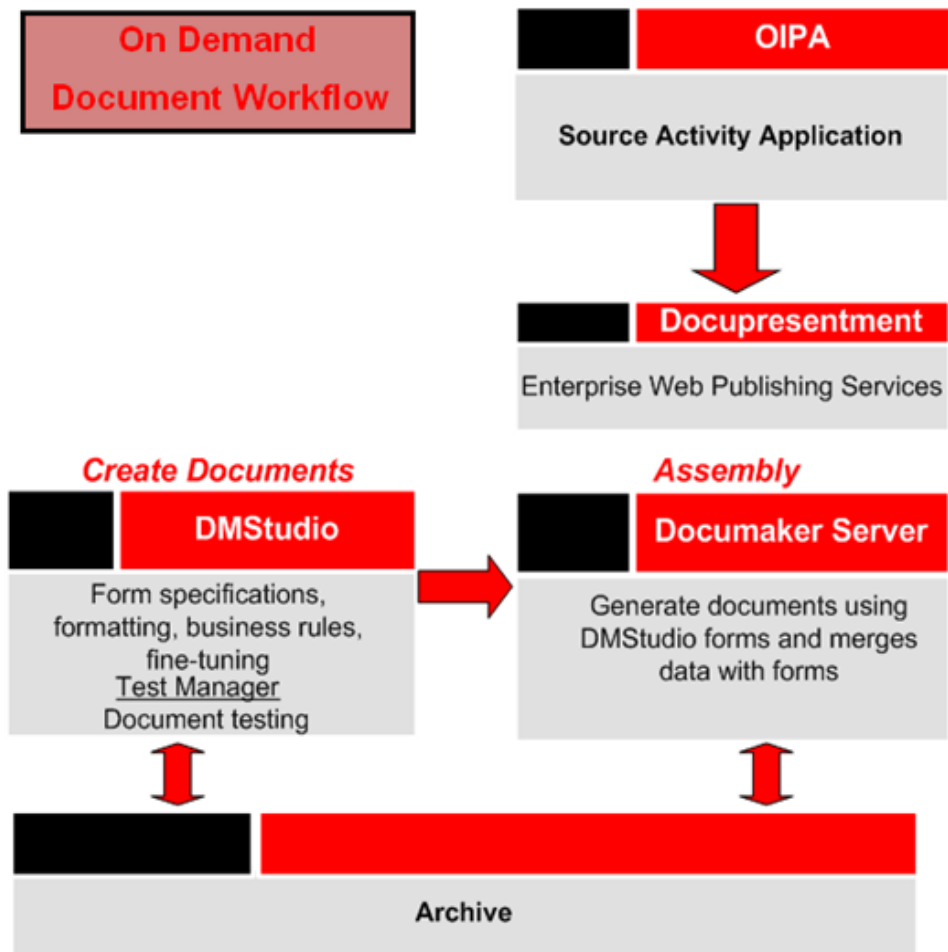 On Demand
Document Workflow
OIPA
Source Activity Application
Docupresentment
Enterprise Web Publishing Services
Create Documents
DMStudio
Form specifications,
formatting, business rules,
fine-tuning
Test Manager
Document testing
Assembly
Documaker Server
Generate documents using
DMStudio forms and merges
data with forms
Archive